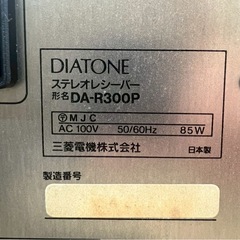 DIATONE
ステレオレシーバー
形名 DA-R300P
〒 MJC
AC 100V 50/60Hz 85W
三菱電機株式会社 日本製
製造番号